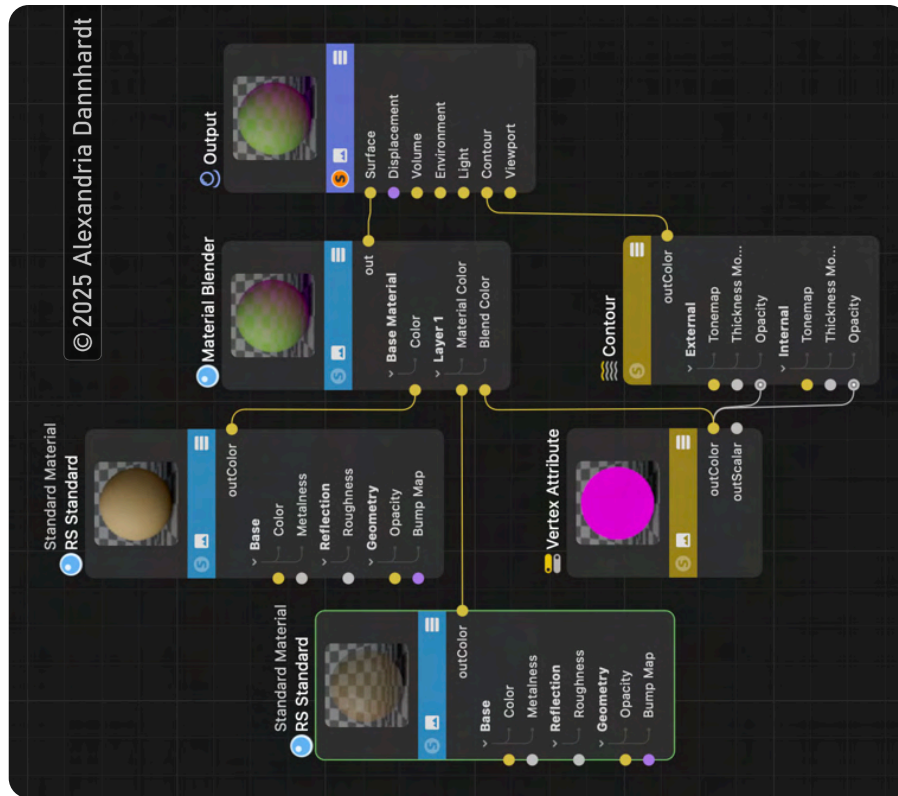 © 2025 Alexandria Dannhardt
Standard Material
RS Standard
outColor
Base
Color
Metalness
Reflection
Roughness
Geometry
Opacity
Bump Map
Standard Material
RS Standard
outColor
Base
Color
Metalness
Reflection
Roughness
Geometry
Opacity
Bump Map
Material Blender
out
Base Material
Color
Layer 1
Material Color
Blend Color
Vertex Attribute
outColor
outScalar
Output
S
Surface
Displacement
Volume
Environment
Light
Contour
Viewport
Contour
outColor
External
Tonemap
Thickness Mo...
Opacity
Internal
Tonemap
Thickness Mo...
Opacity